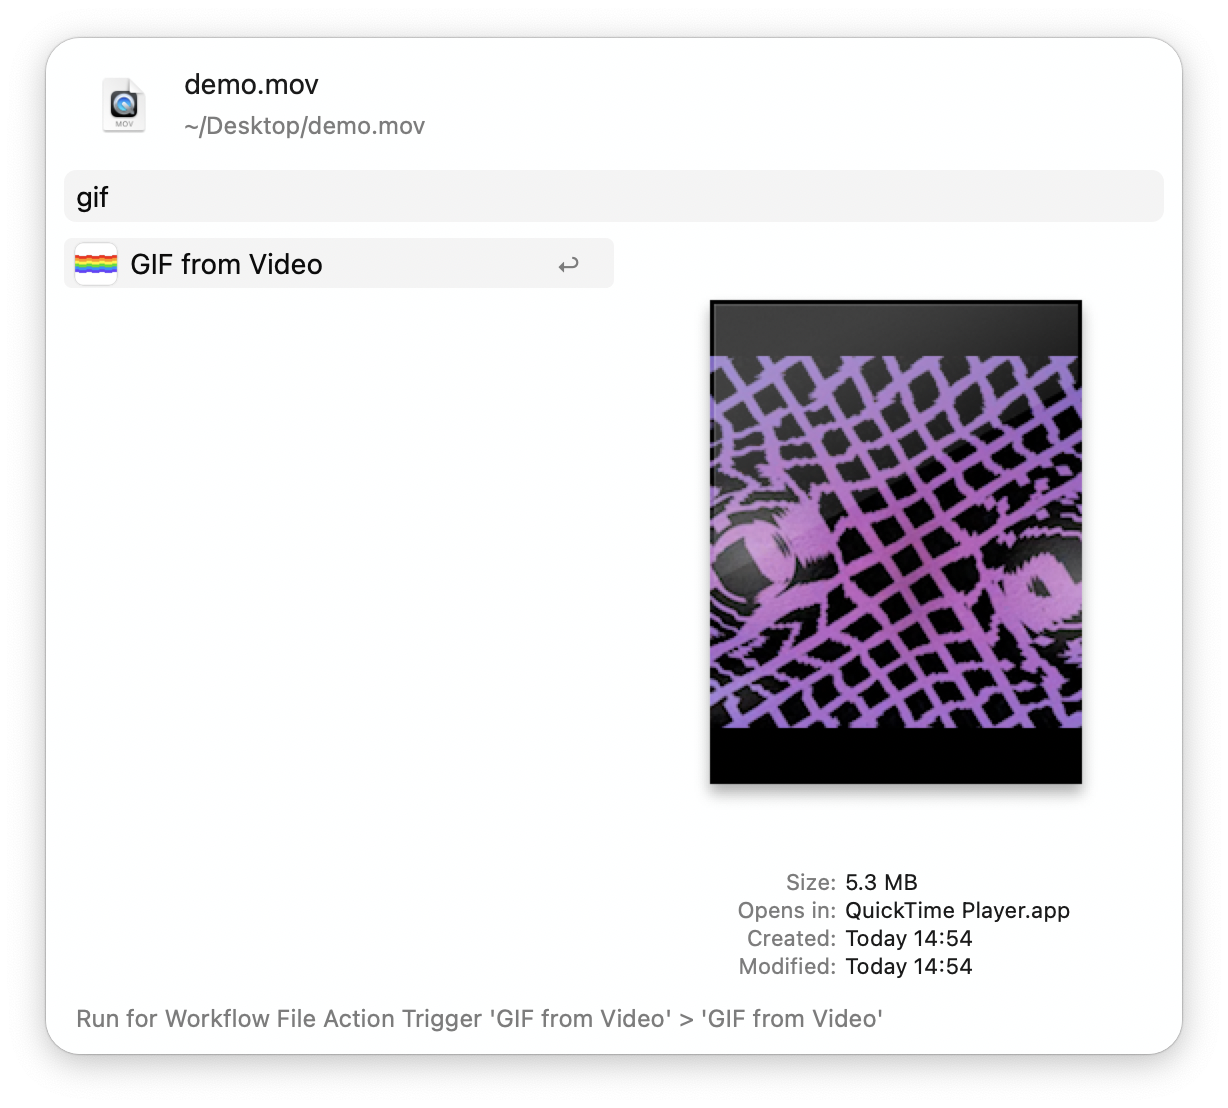 demo.mov
~/Desktop/demo.mov
MOV
gif
GIF from Video
Size: 5.3 MB
Opens in: QuickTime Player.app
Created: Today 14:54
Modified: Today 14:54
Run for Workflow File Action Trigger 'GIF from Video' > 'GIF from Video'